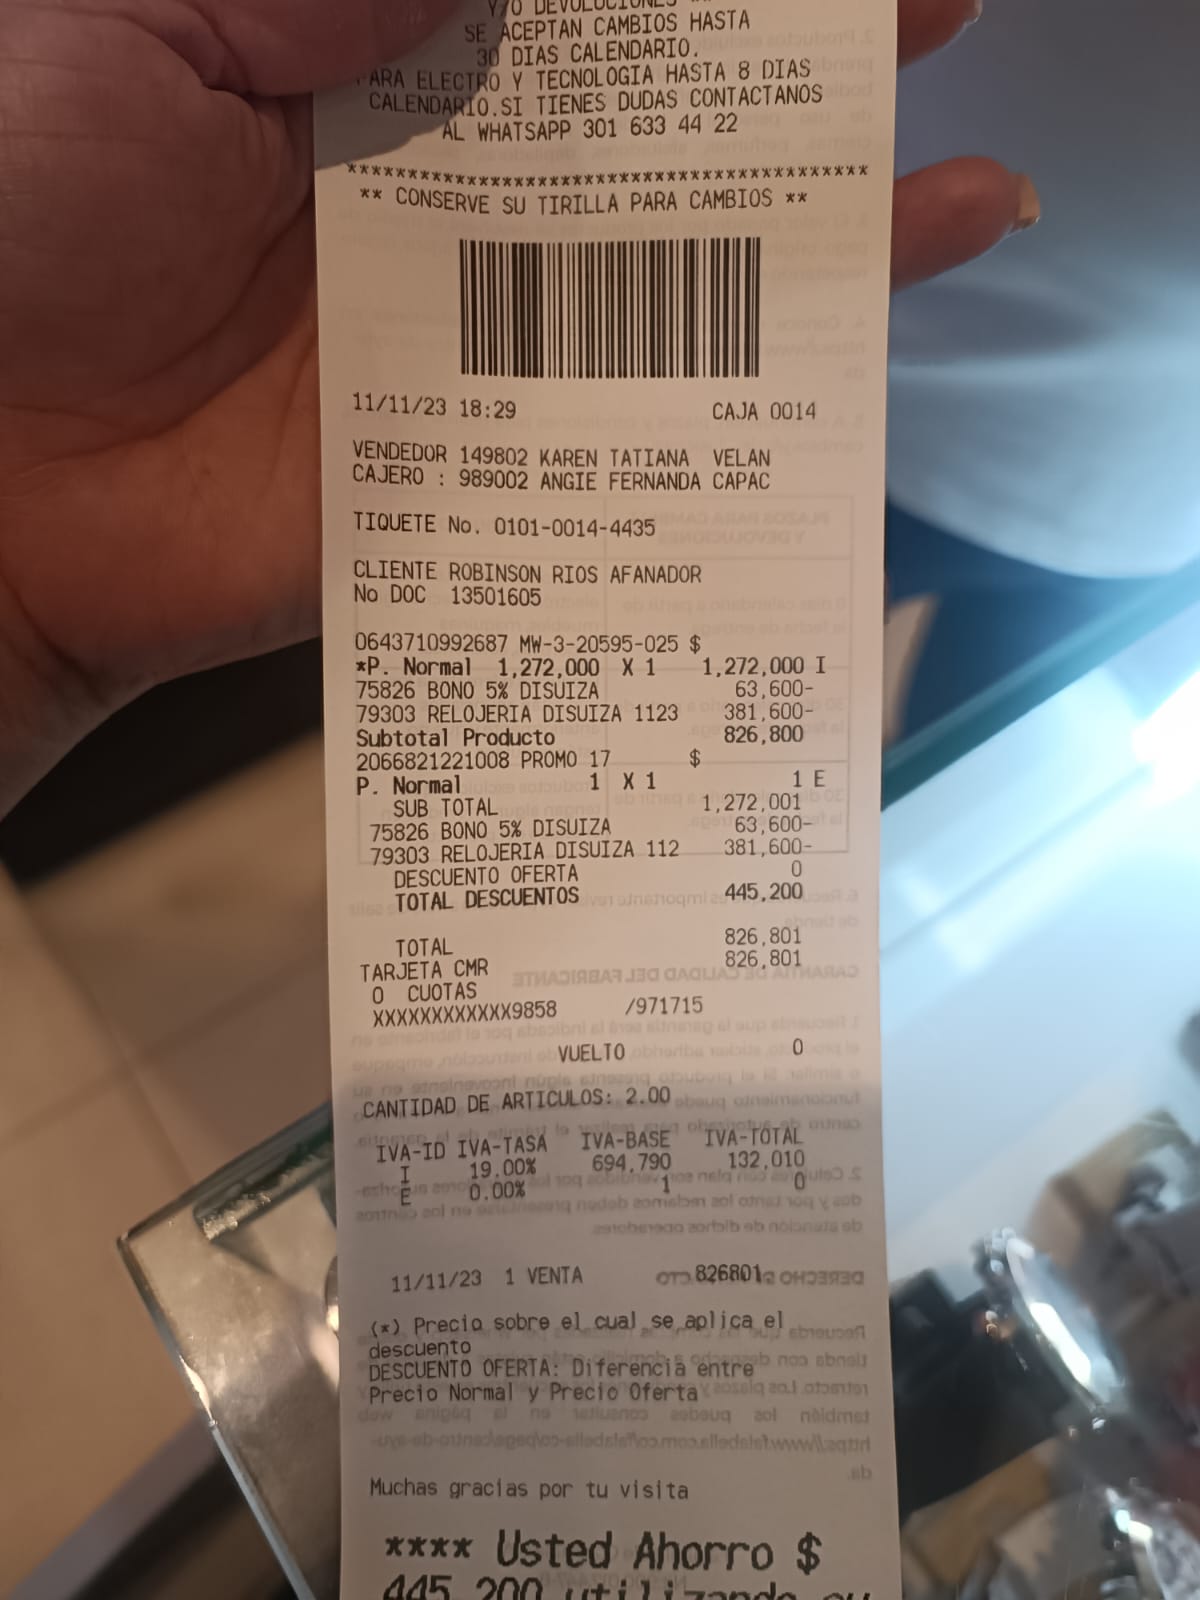 Y/O DEVOLUCIONES
SE ACEPTAN CAMBIOS HASTA
30 DIAS CALENDARIO.
PARA ELECTRO Y TECNOLOGIA HASTA 8 DIAS
CALENDARIO.SI TIENES DUDAS CONTACTANOS
AL WHATSAPP 301 633 44 22
*******************************************
** CONSERVE SU TIRILLA PARA CAMBIOS **
11/11/23 18:29 CAJA 0014
VENDEDOR 149802 KAREN TATIANA VELAN
CAJERO : 989002 ANGIE FERNANDA CAPAC
TIQUETE No. 0101-0014-4435
CLIENTE ROBINSON RIOS AFANADOR
No DOC 13501605
0643710992687 MW-3-20595-025 $
*P. Normal 1,272,000 X 1 1,272,000 I
75826 BONO 5% DISUIZA 63,600-
79303 RELOJERIA DISUIZA 1123 381,600-
Subtotal Producto 826,800
2066821221008 PROMO 17 $
P. Normal 1 X 1 1 E
SUB TOTAL 1,272,001
75826 BONO 5% DISUIZA 63,600-
79303 RELOJERIA DISUIZA 112 381,600-
DESCUENTO OFERTA 0
TOTAL DESCUENTOS 445,200
TOTAL 826,801
TARJETA CMR 826,801
0 CUOTAS
XXXXXXXXXXXX9858 /971715
VUELTO 0
CANTIDAD DE ARTICULOS: 2.00
IVA-ID IVA-TASA IVA-BASE IVA-TOTAL
I 19.00% 694,790 132,010
E 0.00% 1 0
11/11/23 1 VENTA 826801
(*) Precio sobre el cual se aplica el
descuento
DESCUENTO OFERTA: Diferencia entre
Precio Normal y Precio Oferta
Muchas gracias por tu visita
**** Usted Ahorro $
445,200 utilizando su